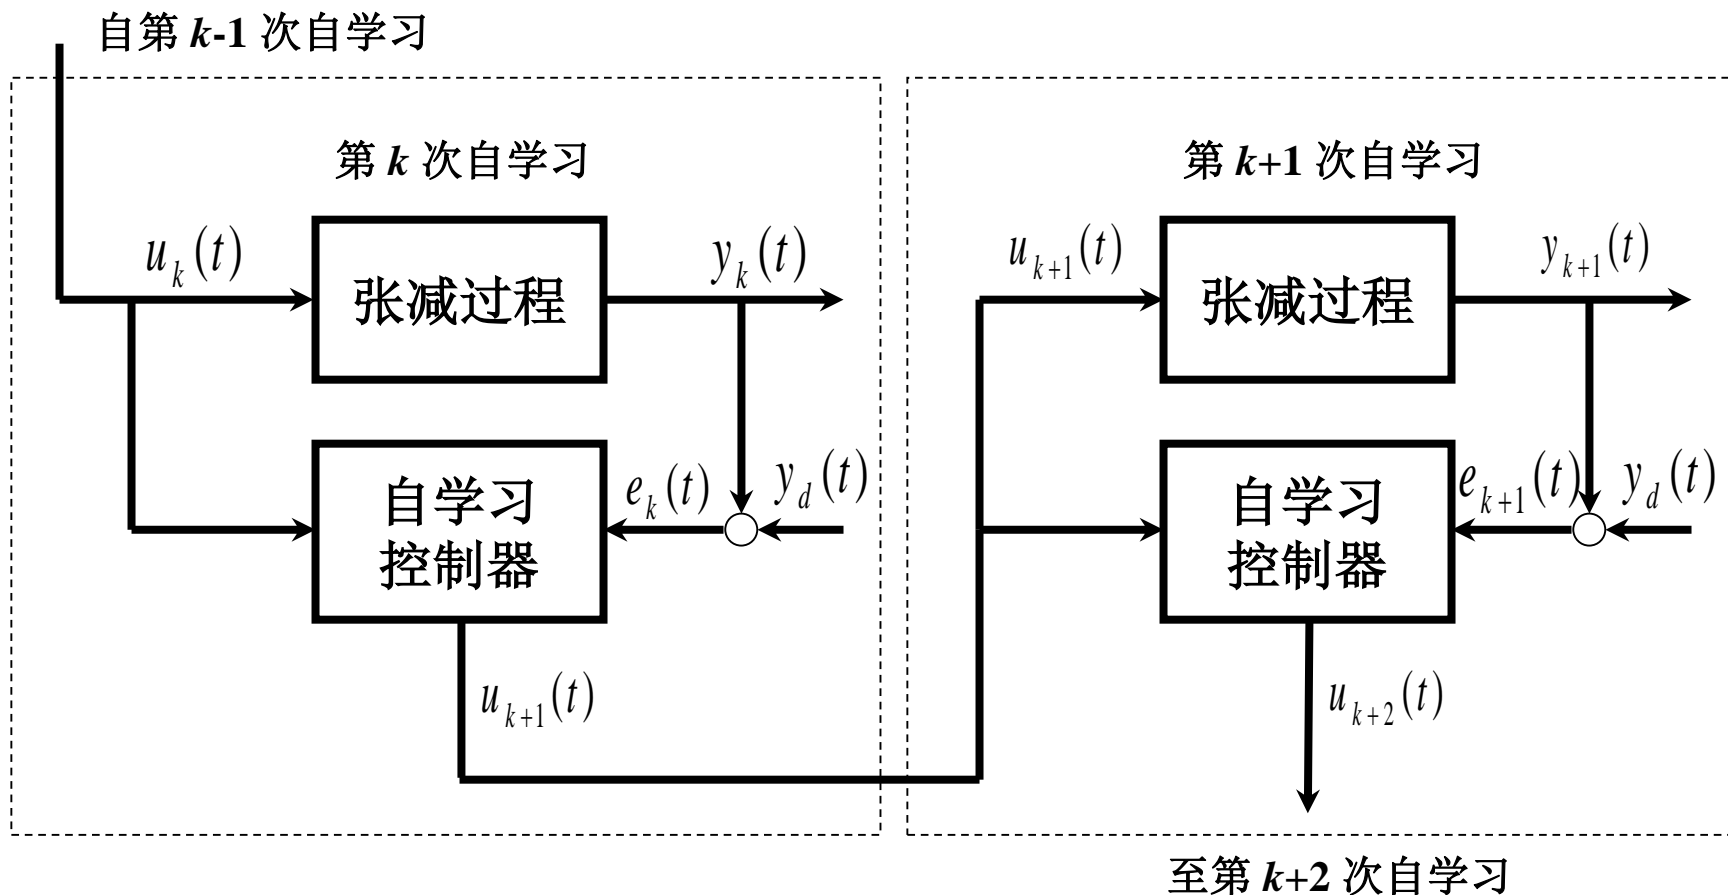 自第 k-1 次自学习
第 k 次自学习
u_k(t)
张减过程
y_k(t)
自学习
控制器
e_k(t)
y_d(t)
u_{k+1}(t)
第 k+1 次自学习
u_{k+1}(t)
张减过程
y_{k+1}(t)
自学习
控制器
e_{k+1}(t)
y_d(t)
u_{k+2}(t)
至第 k+2 次自学习